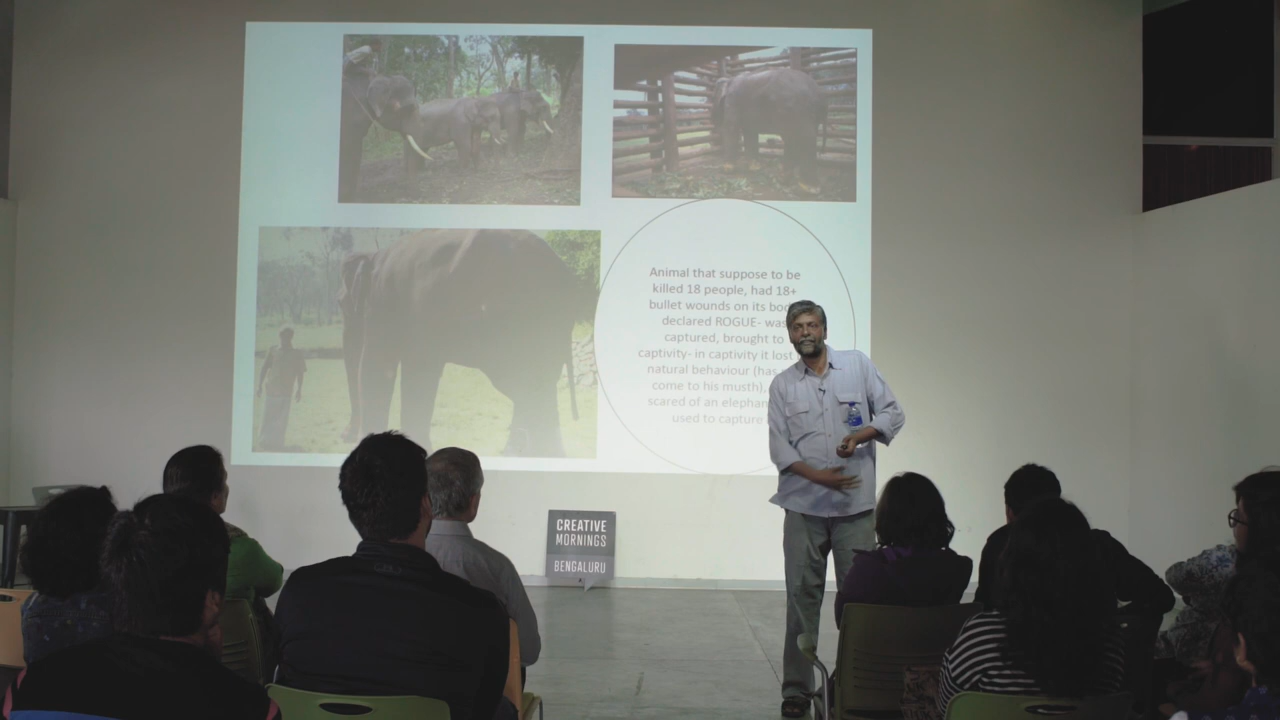 Animal that suppose to be
killed 18 people, had 18+
bullet wounds on its
declared ROGUE- was
captured, brought to
captivity- in captivity it lost
natural behaviour (has
come to his musth),
scared of an
used to capture
CREATIVE
MORNINGS
BENGALURU